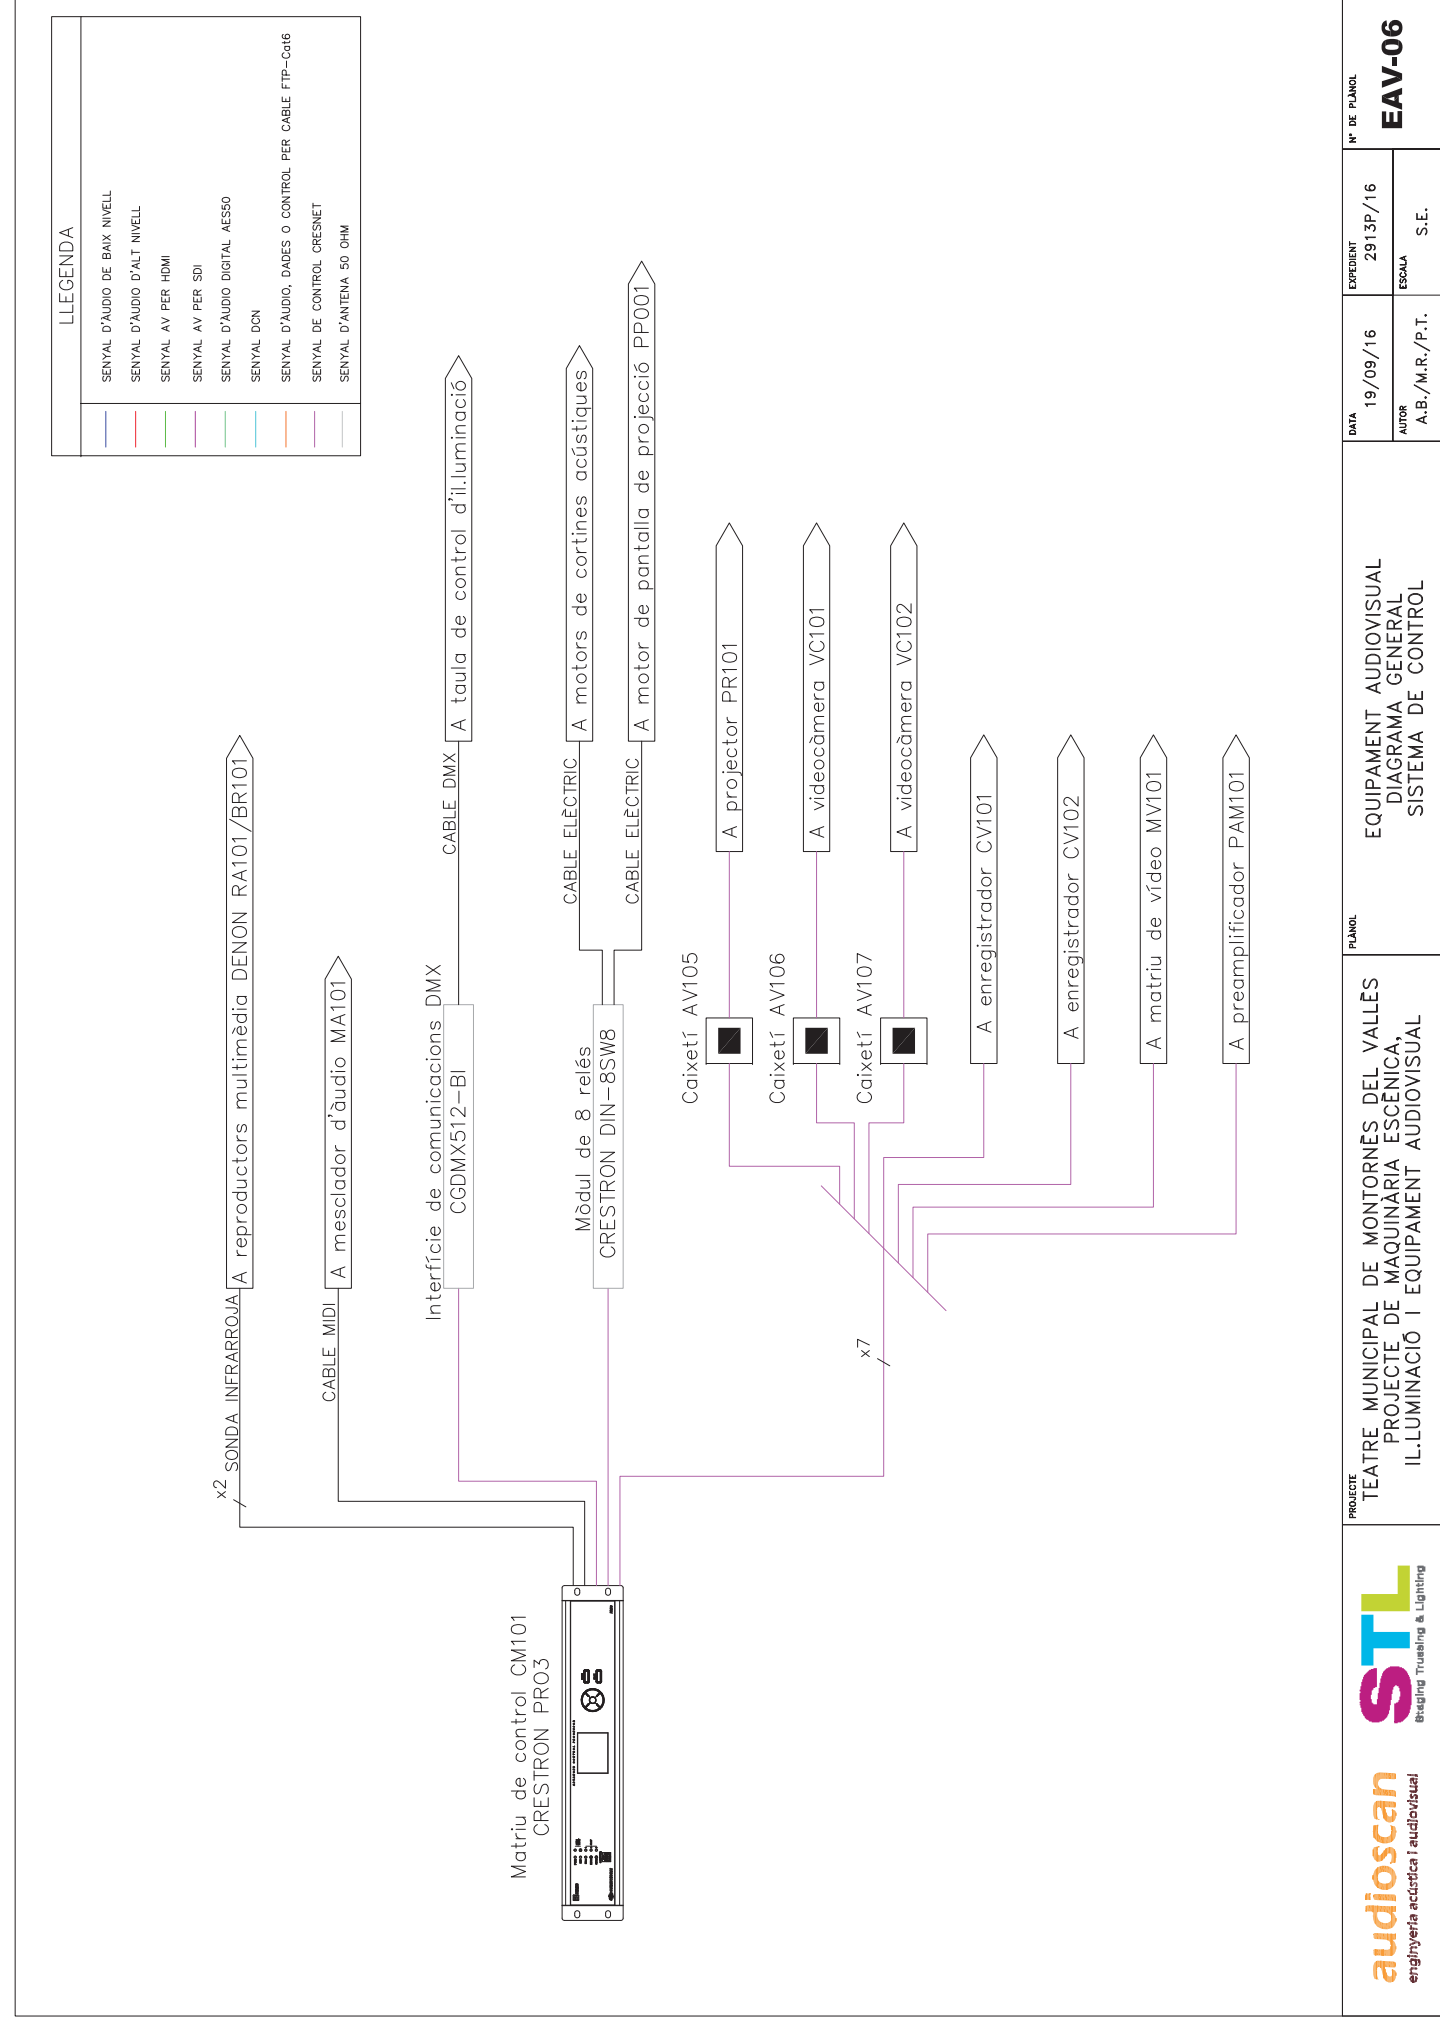 LLEGENDA
SENYAL D'ÀUDIO DE BAIX NIVELL
SENYAL D'ÀUDIO D'ALT NIVELL
SENYAL AV PER HDMI
SENYAL AV PER SDI
SENYAL D'ÀUDIO DIGITAL AES50
SENYAL DCN
SENYAL D'ÀUDIO, DADES O CONTROL PER CABLE FTP-Cat6
SENYAL DE CONTROL CRESNET
SENYAL D'ANTENA 50 OHM
x2
SONDA INFRARROJA
A reproductors multimèdia DENON RA101/BR101
CABLE MIDI
A mesclador d'àudio MA101
Interfície de comunicacions DMX
CGDMX512-BI
CABLE DMX
A taula de control d'il.luminació
Matriu de control CM101
CRESTRON PRO3
Mòdul de 8 relés
CRESTRON DIN-8SW8
CABLE ELÈCTRIC
A motors de cortines acústiques
CABLE ELÈCTRIC
A motor de pantalla de projecció PP001
Caixetí AV105
A projector PR101
Caixetí AV106
A videocàmera VC101
Caixetí AV107
A videocàmera VC102
x7
A enregistrador CV101
A enregistrador CV102
A matriu de vídeo MV101
A preamplificador PAM101
audioscan
enginyeria acústica i audiovisual
STL
Staging Trussing & Lighting
PROJECTE
TEATRE MUNICIPAL DE MONTORNÈS DEL VALLÈS
PROJECTE DE MAQUINÀRIA ESCÈNICA,
IL.LUMINACIÓ I EQUIPAMENT AUDIOVISUAL
PLÀNOL
EQUIPAMENT AUDIOVISUAL
DIAGRAMA GENERAL
SISTEMA DE CONTROL
DATA
19/09/16
AUTOR
A.B./M.R./P.T.
EXPEDIENT
2913P/16
ESCALA
S.E.
Nº DE PLÀNOL
EAV-06